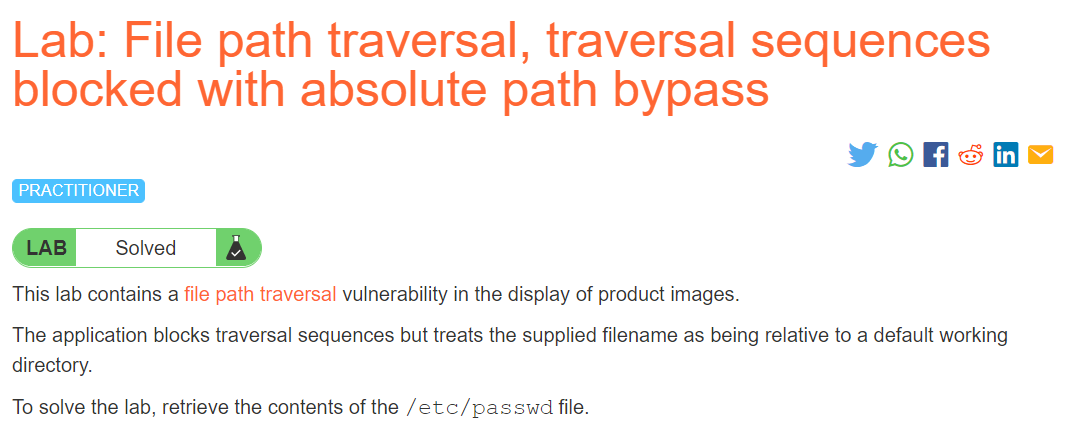 Lab: File path traversal, traversal sequences
blocked with absolute path bypass
PRACTITIONER
LAB Solved
This lab contains a file path traversal vulnerability in the display of product images.
The application blocks traversal sequences but treats the supplied filename as being relative to a default working
directory.
To solve the lab, retrieve the contents of the /etc/passwd file.